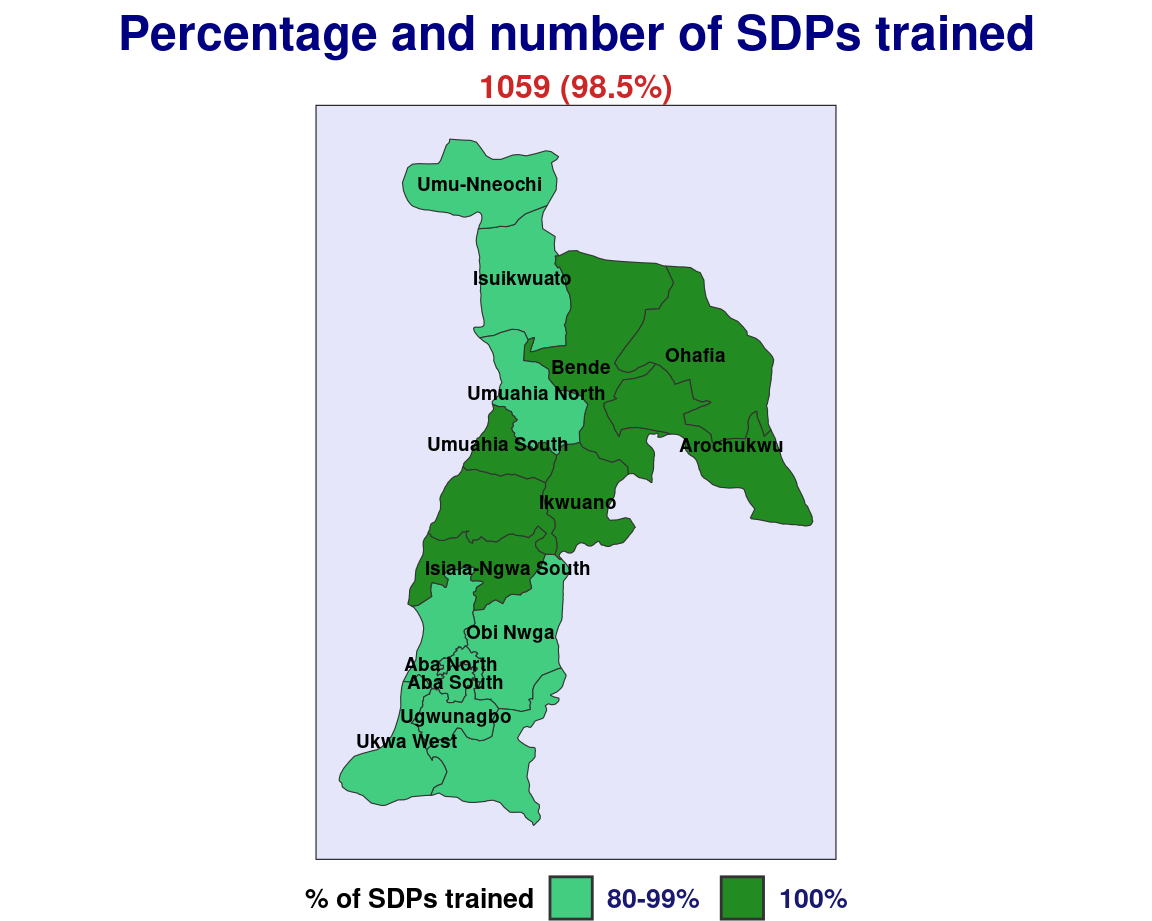 Percentage and number of SDPs trained
1059 (98.5%)
Umu-Nneochi
Isuikwuato
Ohafia
Bende
Umuahia North
Umuahia South
Arochukwu
Ikwuano
Isiala-Ngwa South
Obi Nwga
Aba North
Aba South
Ugwunagbo
Ukwa West
% of SDPs trained 80-99% 100%